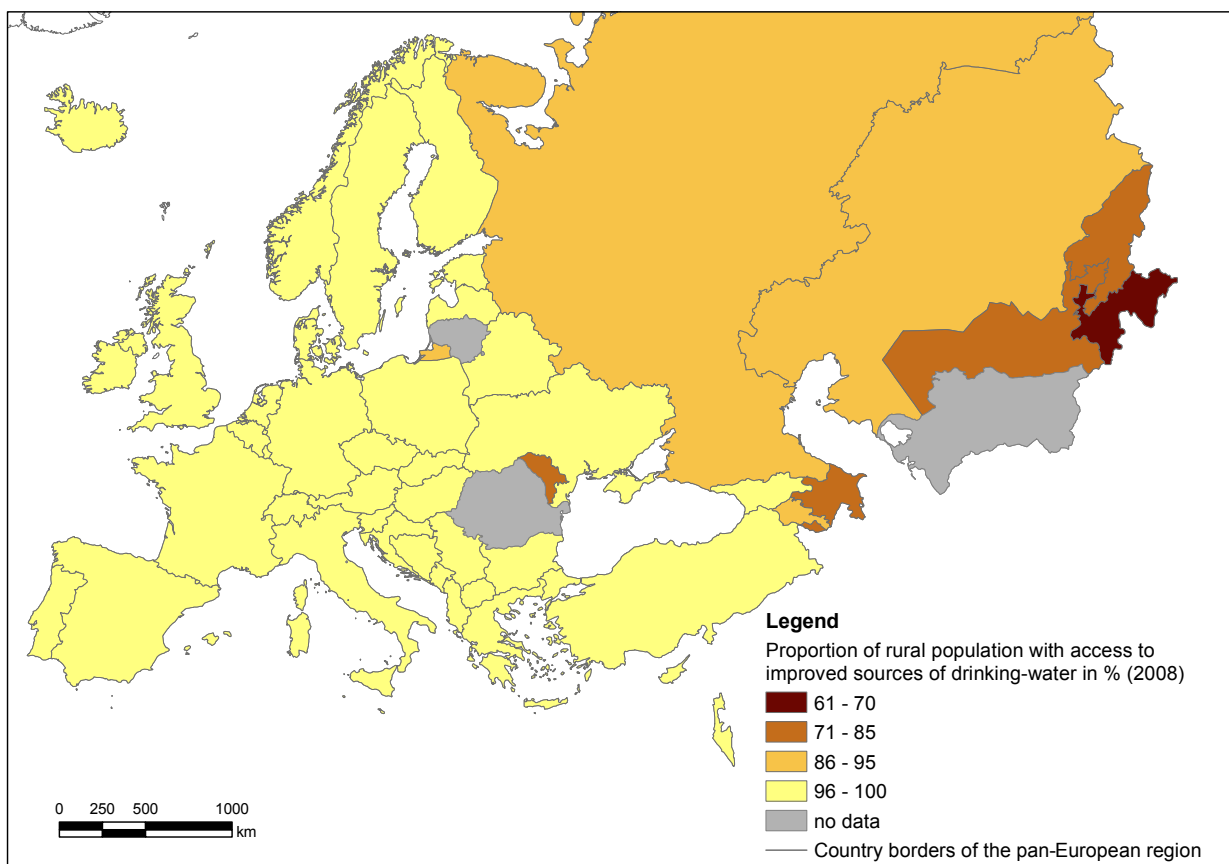 Legend
Proportion of rural population with access to
improved sources of drinking-water in % (2008)
61 - 70
71 - 85
86 - 95
96 - 100
no data
Country borders of the pan-European region
0 250 500 1000
km